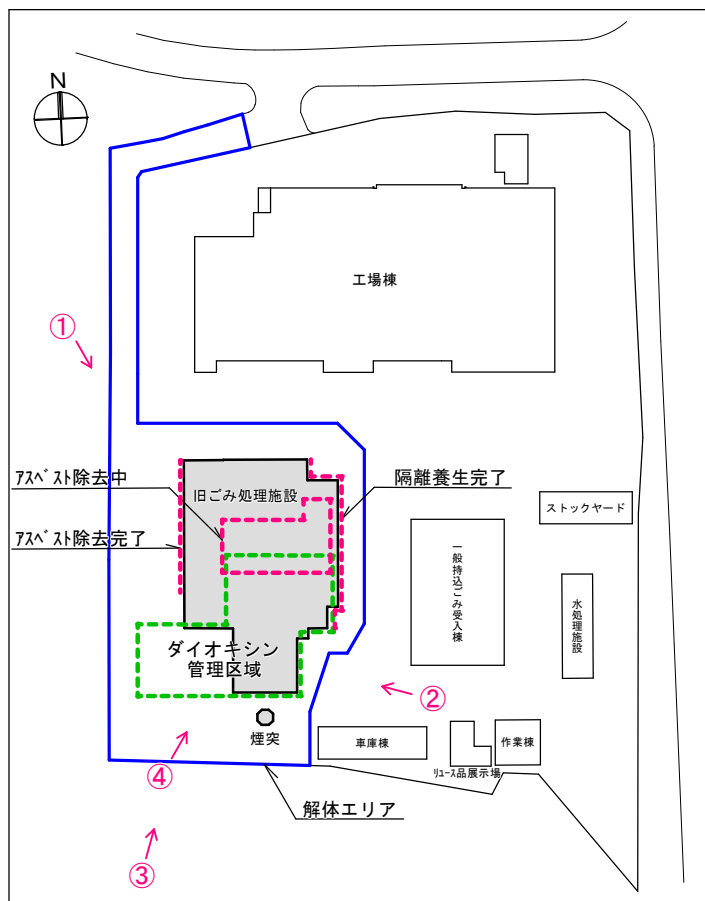 N
工場棟
①
アスベスト除去中
旧ごみ処理施設
隔離養生完了
ストックヤード
アスベスト除去完了
一般持込ごみ受入棟
水処理施設
ダイオキシン
管理区域
②
煙突
車庫棟
作業棟
リユース品展示場
④
解体エリア
③